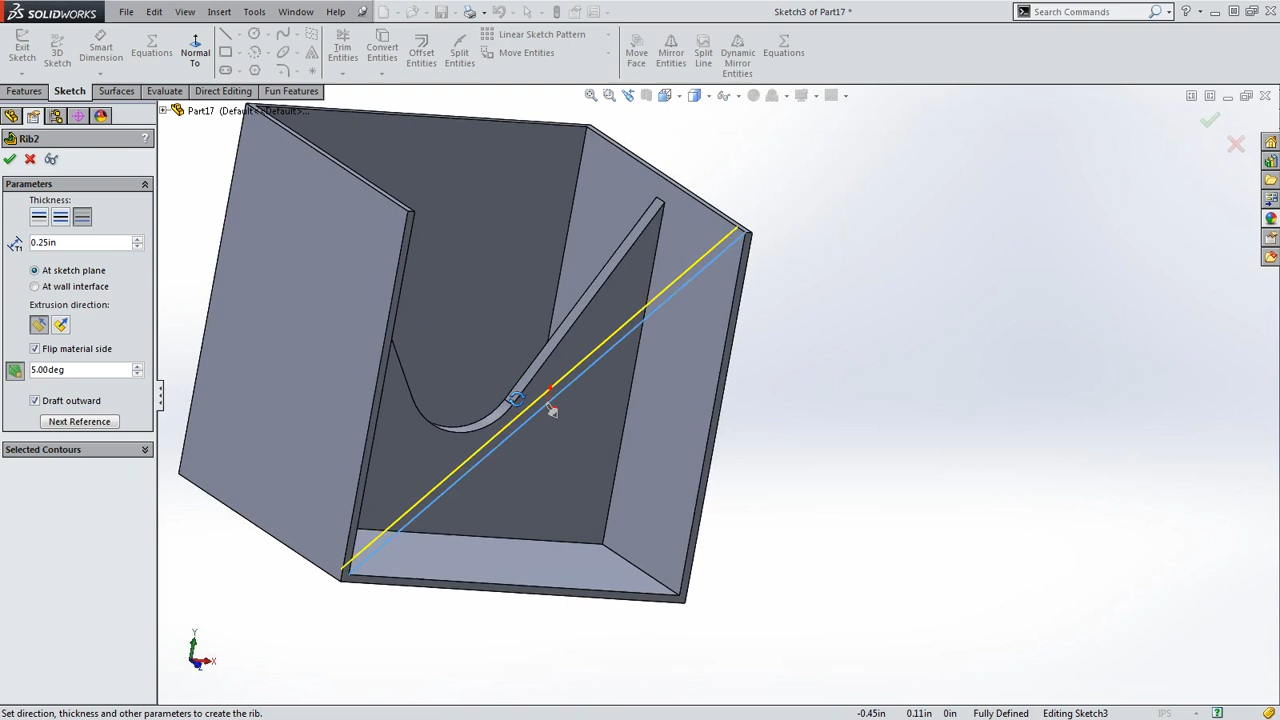 SOLIDWORKS File Edit View Insert Tools Window Help Sketch3 of Part17 * Search Commands ?
Exit Sketch
3D Sketch
Smart Dimension
Equations
Normal To
Trim Entities
Convert Entities
Offset Entities
Split Entities
Linear Sketch Pattern
Move Entities
Move Face
Mirror Entities
Split Line
Dynamic Mirror Entities
Equations
Features Sketch Surfaces Evaluate Direct Editing Fun Features
Part17 (Default<<Default>...
Rib2 ?
Parameters
Thickness:
T1 0.25in
At sketch plane
At wall interface
Extrusion direction:
Flip material side
5.00deg
Draft outward
Next Reference
Selected Contours
Y
X
Z
Set direction, thickness and other parameters to create the rib. -0.45in 0.11in 0in Fully Defined Editing Sketch3 IPS ?